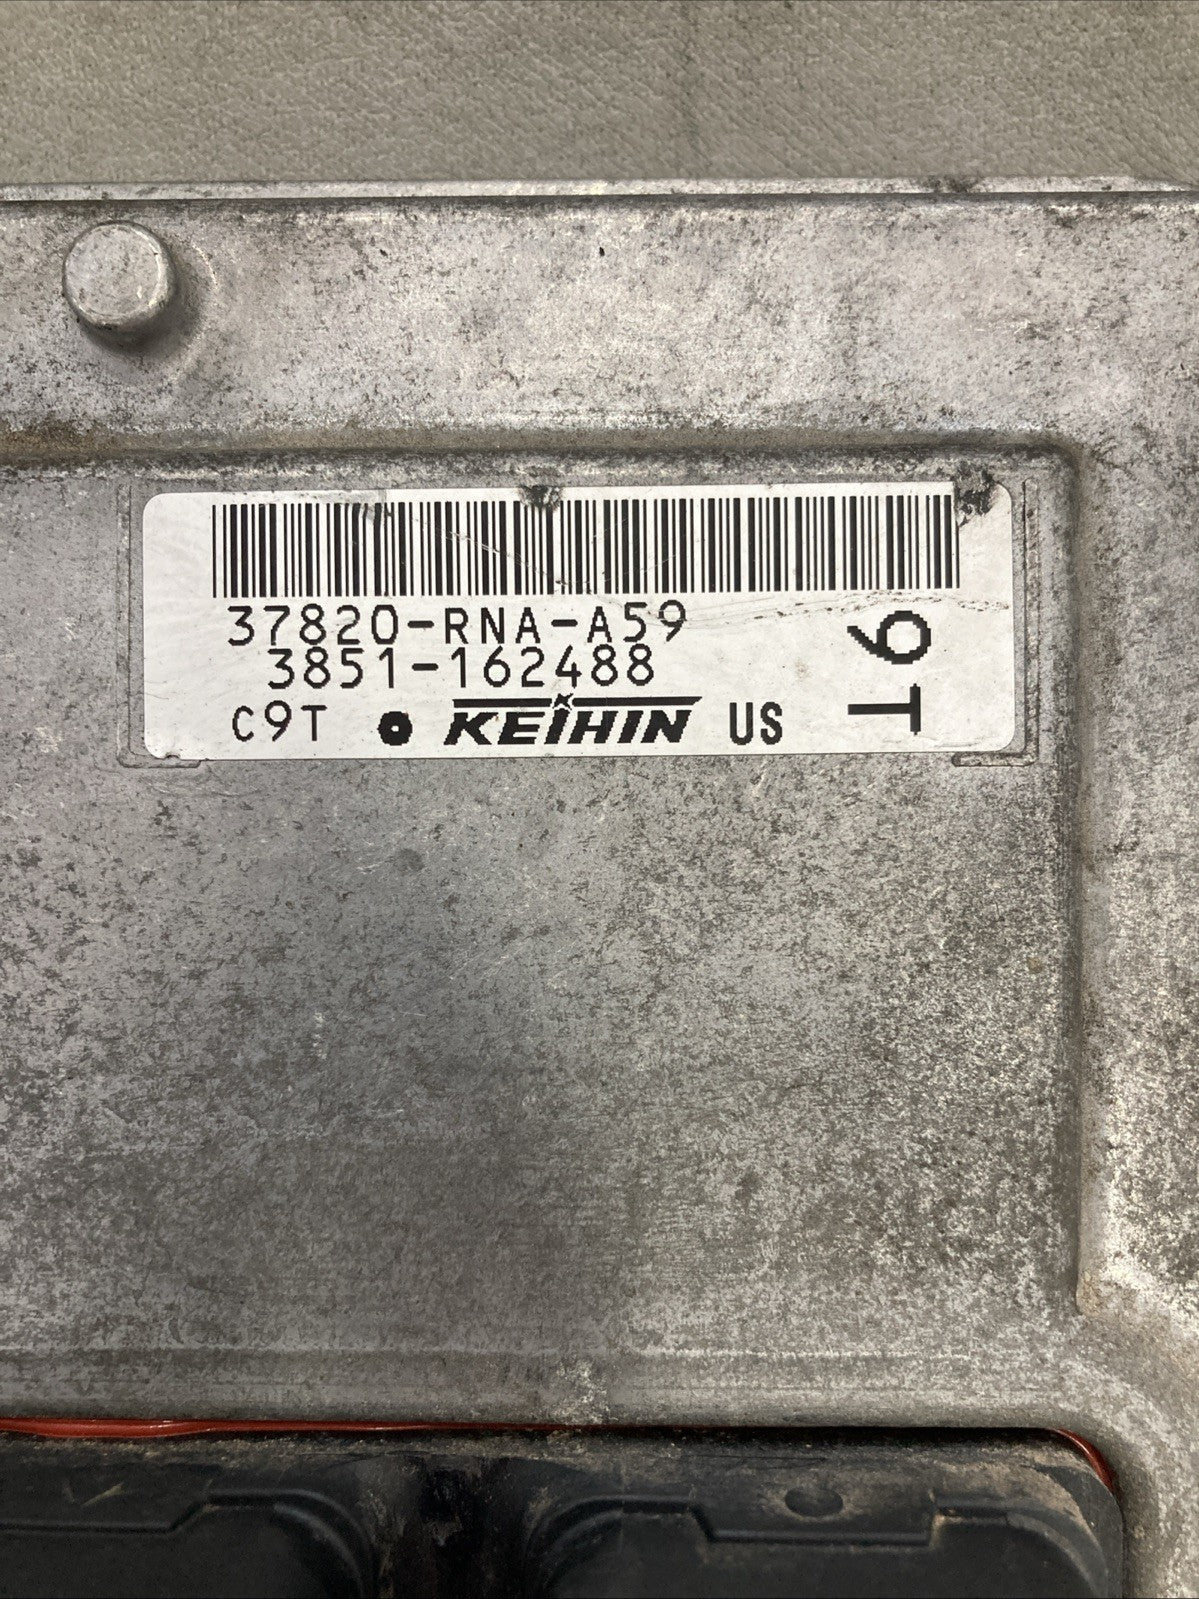 37820-RNA-A59
3851-162488
C9T KEIHIN US
9T